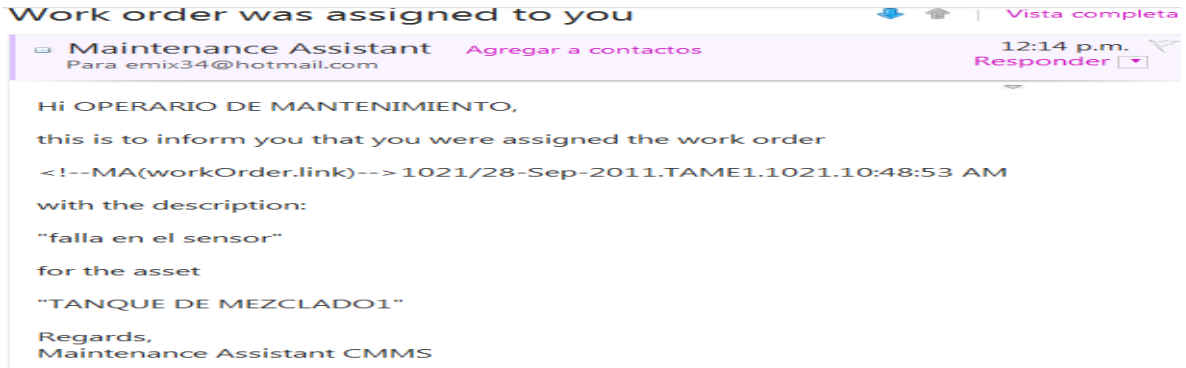 Work order was assigned to you
Vista completa
Maintenance Assistant Agregar a contactos 12:14 p.m.
Para emix34@hotmail.com Responder
Hi OPERARIO DE MANTENIMIENTO,
this is to inform you that you were assigned the work order
<!--MA(workOrder.link)-->1021/28-Sep-2011.TAME1.1021.10:48:53 AM
with the description:
"falla en el sensor"
for the asset
"TANQUE DE MEZCLADO1"
Regards,
Maintenance Assistant CMMS